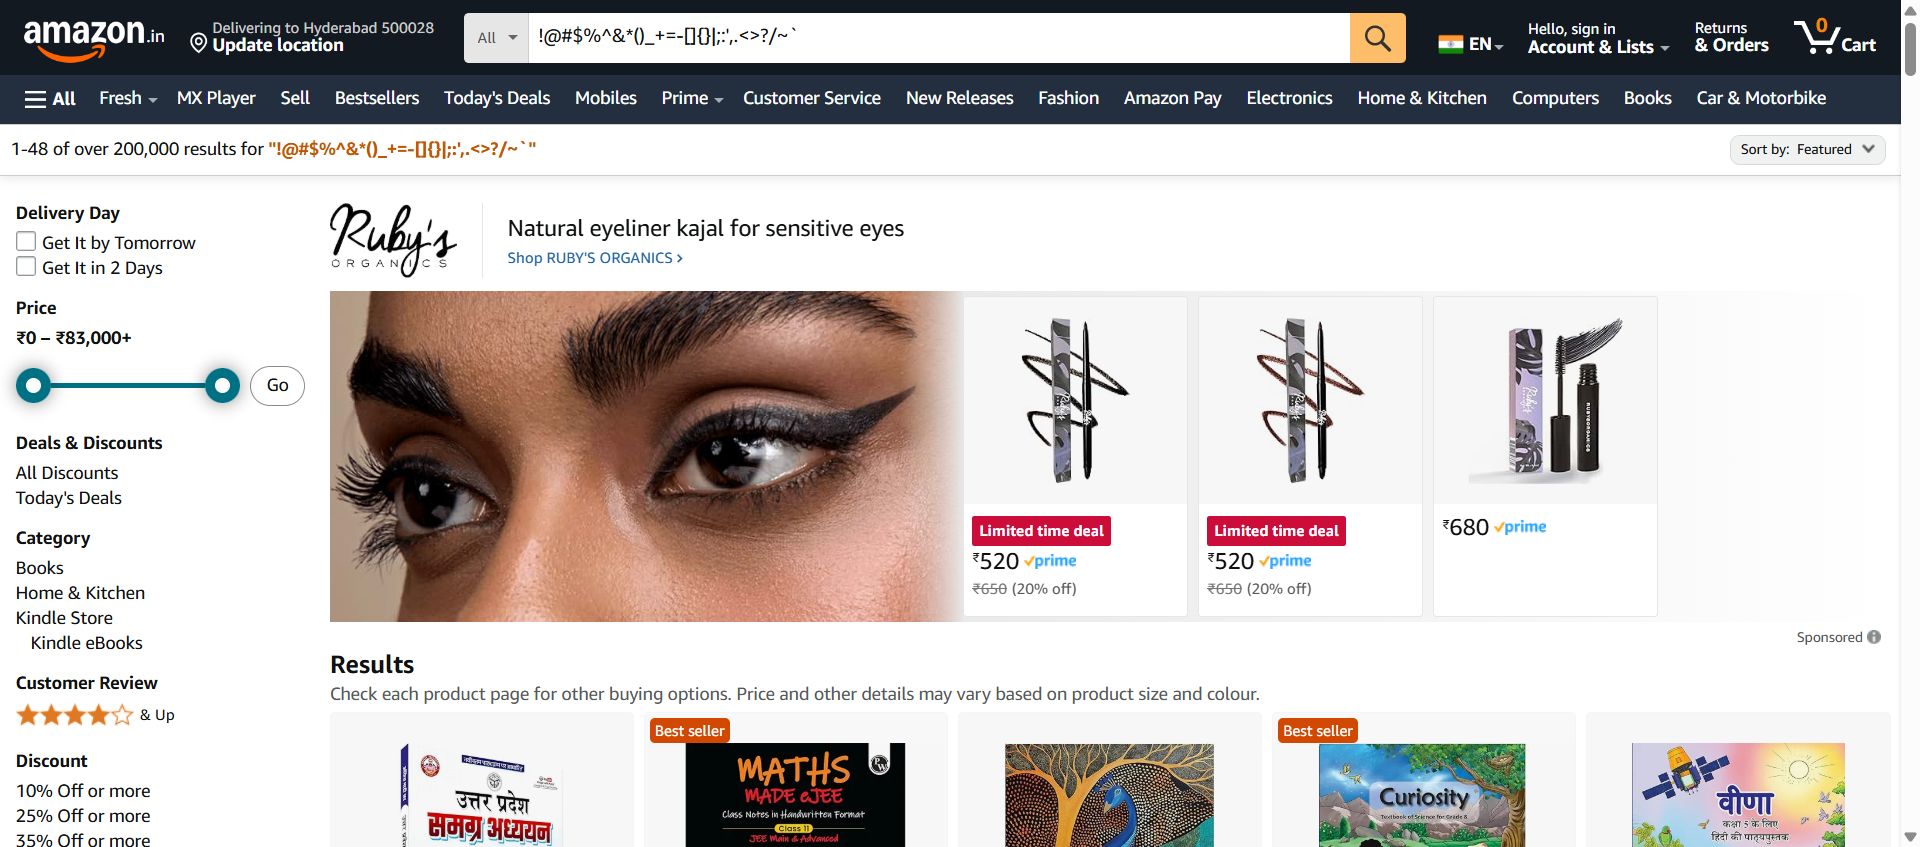 amazon.in
Delivering to Hyderabad 500028
Update location
All
!@#$%^&*()_+=-[]{}|;:',.<>?/~`
EN
Hello, sign in
Account & Lists
Returns
& Orders
0
Cart
All
Fresh
MX Player
Sell
Bestsellers
Today's Deals
Mobiles
Prime
Customer Service
New Releases
Fashion
Amazon Pay
Electronics
Home & Kitchen
Computers
Books
Car & Motorbike
1-48 of over 200,000 results for "!@#$%^&*()_+=-[]{}|;:',.<>?/~`"
Sort by: Featured
Delivery Day
Get It by Tomorrow
Get It in 2 Days
Price
₹0 – ₹83,000+
Go
Deals & Discounts
All Discounts
Today's Deals
Category
Books
Home & Kitchen
Kindle Store
Kindle eBooks
Customer Review
& Up
Discount
10% Off or more
25% Off or more
35% Off or more
Ruby's
ORGANICS
Natural eyeliner kajal for sensitive eyes
Shop RUBY'S ORGANICS ›
Limited time deal
₹520 prime
₹650 (20% off)
Limited time deal
₹520 prime
₹650 (20% off)
₹680 prime
Sponsored
Results
Check each product page for other buying options. Price and other details may vary based on product size and colour.
उत्तर प्रदेश
समग्र अध्ययन
Best seller
MATHS
MADE eJEE
Class Notes in Handwritten Format
Class 11
JEE Main & Advanced
PW
Best seller
Curiosity
Textbook of Science for Grade 8
वीणा
कक्षा 5 के लिए
हिंदी की पाठ्यपुस्तक